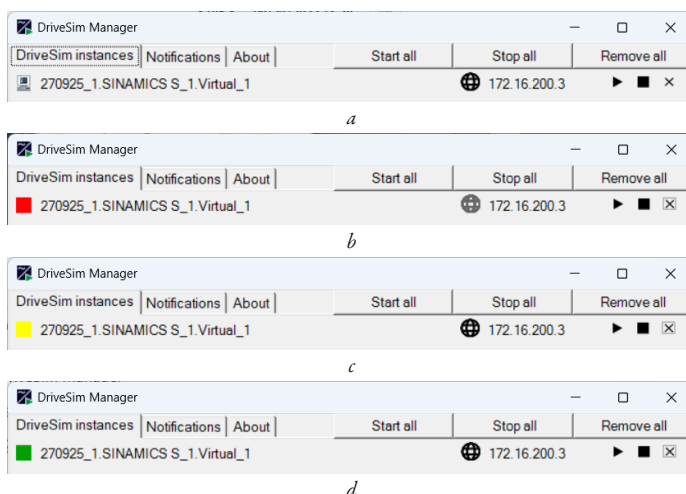 DriveSim Manager
DriveSim instances Notifications About Start all Stop all Remove all
270925_1.SINAMICS S_1.Virtual_1 172.16.200.3
a
DriveSim Manager
DriveSim instances Notifications About Start all Stop all Remove all
270925_1.SINAMICS S_1.Virtual_1 172.16.200.3
b
DriveSim Manager
DriveSim instances Notifications About Start all Stop all Remove all
270925_1.SINAMICS S_1.Virtual_1 172.16.200.3
c
DriveSim Manager
DriveSim instances Notifications About Start all Stop all Remove all
270925_1.SINAMICS S_1.Virtual_1 172.16.200.3
d